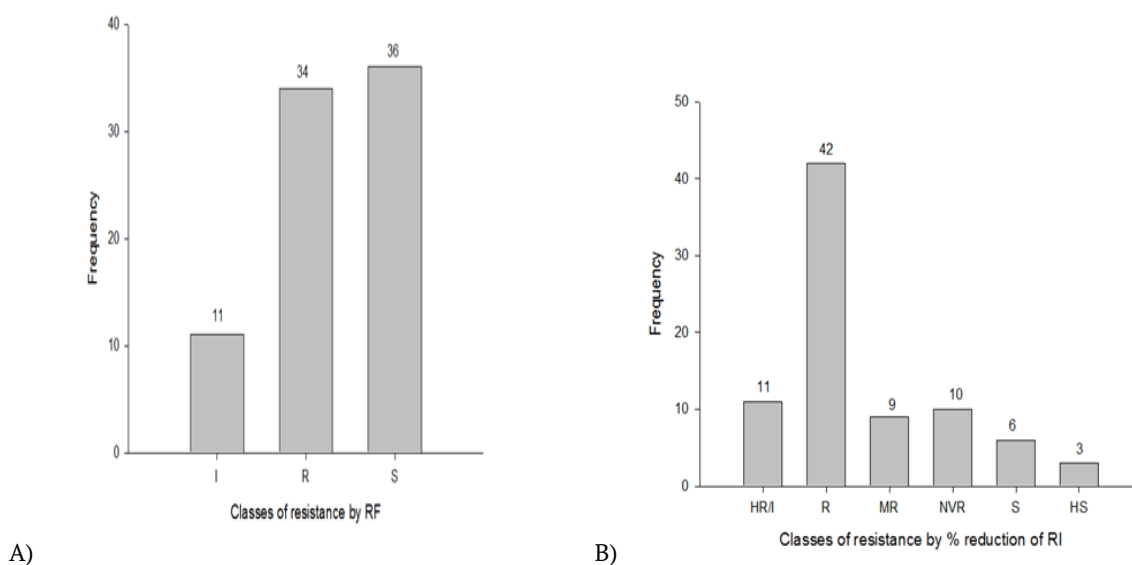 40
36
34
30
Frequency
20
11
10
0
I R S
Classes of resistance by RF
A)
50
42
40
30
Frequency
20
11
10
9
10
6
3
0
HR/I R MR NVR S HS
Classes of resistance by % reduction of RI
B)